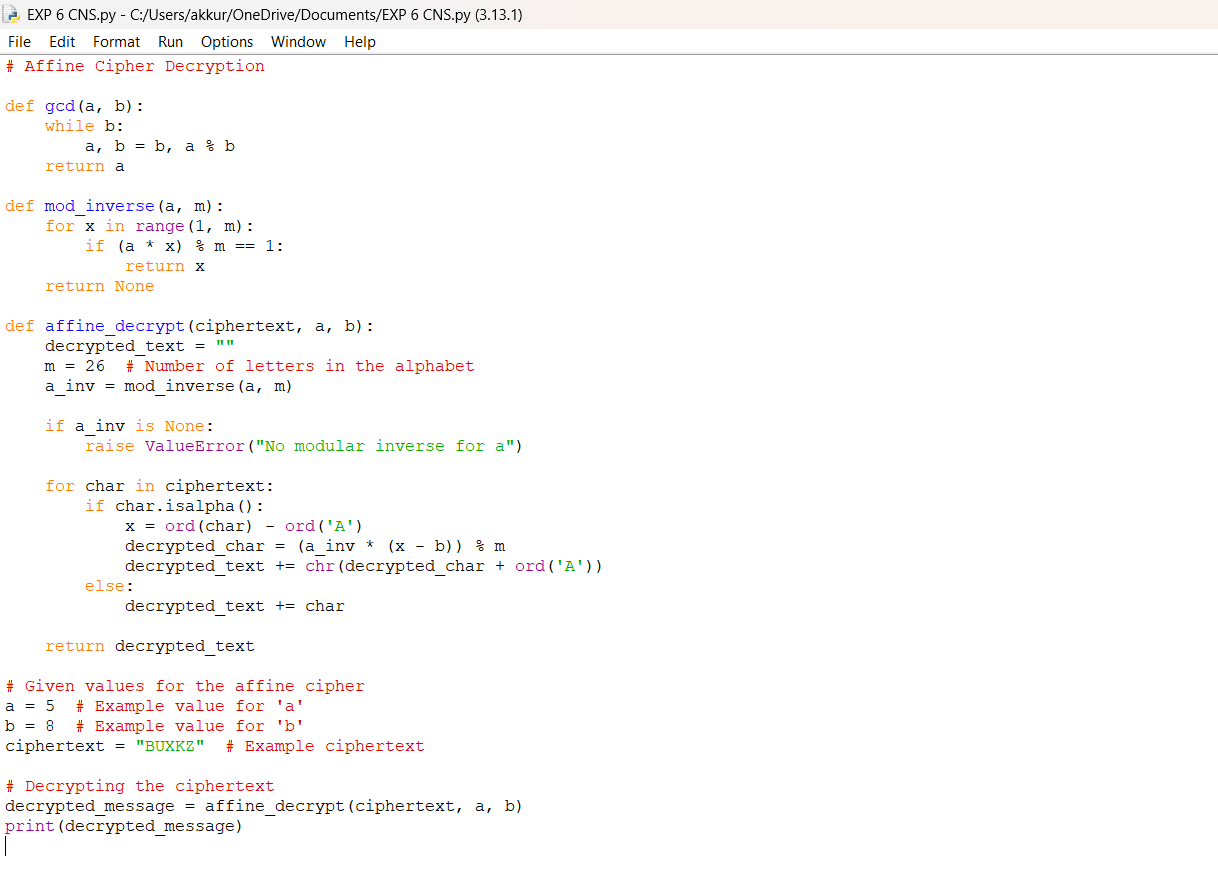 EXP 6 CNS.py - C:/Users/akkur/OneDrive/Documents/EXP 6 CNS.py (3.13.1)
File Edit Format Run Options Window Help
# Affine Cipher Decryption

def gcd(a, b):
    while b:
        a, b = b, a % b
    return a

def mod_inverse(a, m):
    for x in range(1, m):
        if (a * x) % m == 1:
            return x
    return None

def affine_decrypt(ciphertext, a, b):
    decrypted_text = ""
    m = 26  # Number of letters in the alphabet
    a_inv = mod_inverse(a, m)

    if a_inv is None:
        raise ValueError("No modular inverse for a")

    for char in ciphertext:
        if char.isalpha():
            x = ord(char) - ord('A')
            decrypted_char = (a_inv * (x - b)) % m
            decrypted_text += chr(decrypted_char + ord('A'))
        else:
            decrypted_text += char

    return decrypted_text

# Given values for the affine cipher
a = 5  # Example value for 'a'
b = 8  # Example value for 'b'
ciphertext = "BUXKZ"  # Example ciphertext

# Decrypting the ciphertext
decrypted_message = affine_decrypt(ciphertext, a, b)
print(decrypted_message)